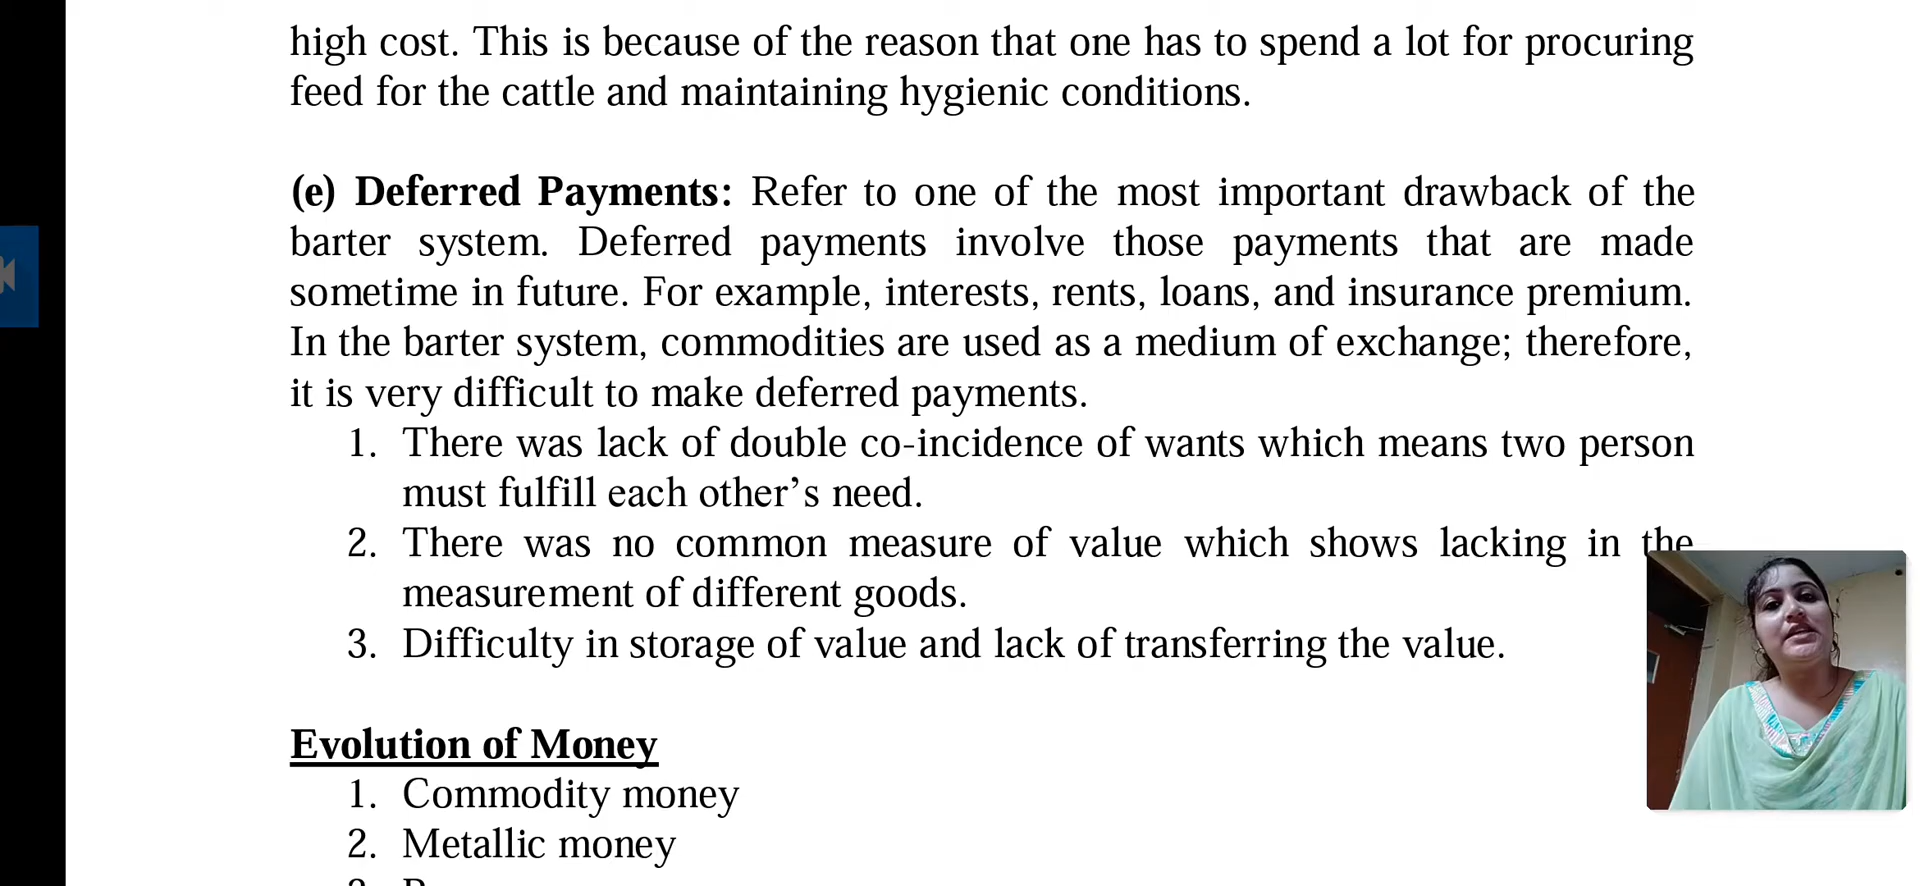 high cost. This is because of the reason that one has to spend a lot for procuring
feed for the cattle and maintaining hygienic conditions.
(e) Deferred Payments: Refer to one of the most important drawback of the
barter system. Deferred payments involve those payments that are made
sometime in future. For example, interests, rents, loans, and insurance premium.
In the barter system, commodities are used as a medium of exchange; therefore,
it is very difficult to make deferred payments.
1. There was lack of double co-incidence of wants which means two person
must fulfill each other’s need.
2. There was no common measure of value which shows lacking in the
measurement of different goods.
3. Difficulty in storage of value and lack of transferring the value.
Evolution of Money
1. Commodity money
2. Metallic money